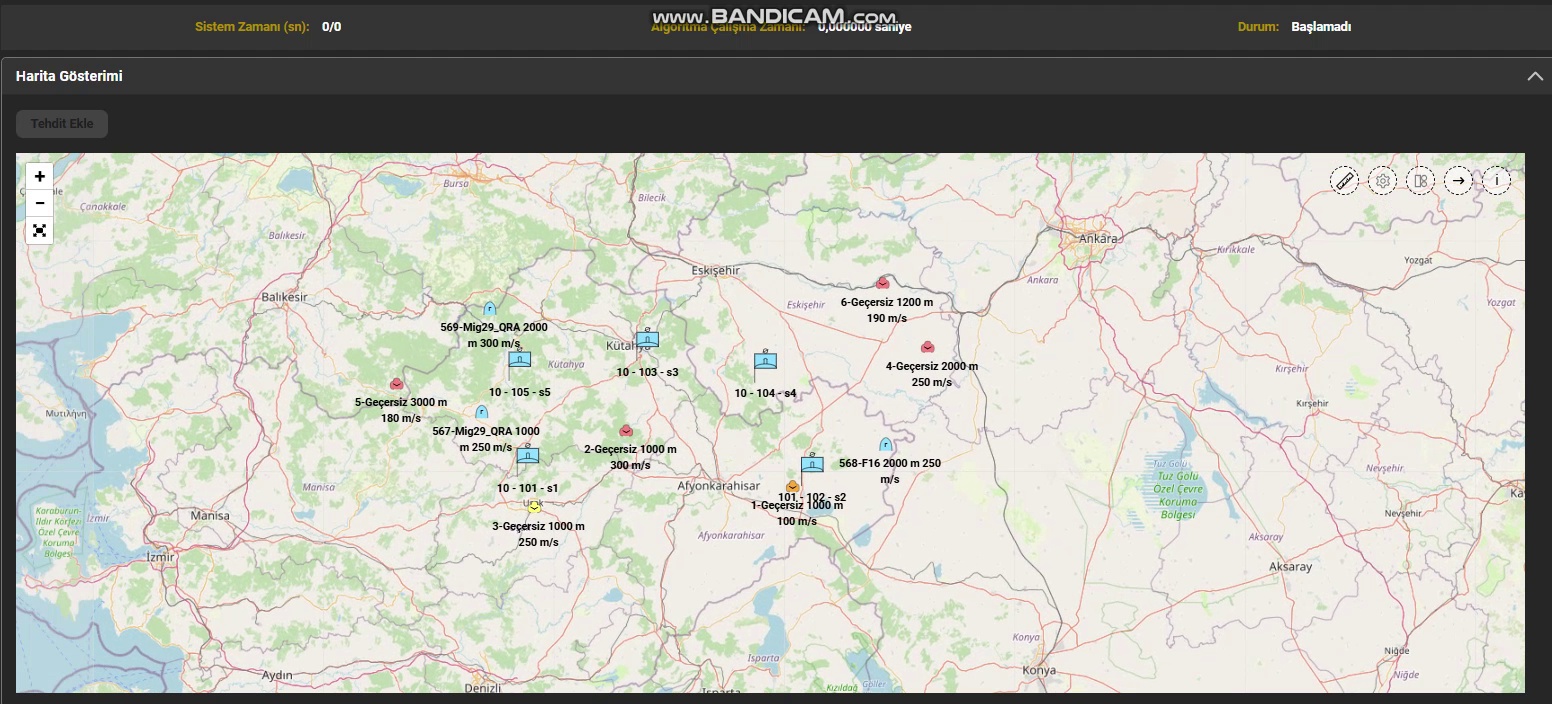 www.BANDICAM.com
Sistem Zamanı (sn): 0/0
Algoritma Çalışma Zamanı: 0,000000 saniye
Durum: Başlamadı
Harita Gösterimi
Tehdit Ekle
+
−
Bursa
Bilecik
Çanakkale
Balıkesir
Ankara
Kırıkkale
Yozgat
Eskişehir
Ankara
Balıkesir
Eskişehir
6-Geçersiz 1200 m
190 m/s
Yozgat
569-Mig29_QRA 2000
m 300 m/s
Kütahya
Kütahya
10 - 103 - s3
4-Geçersiz 2000 m
250 m/s
Kırşehir
10 - 105 - s5
10 - 104 - s4
5-Geçersiz 3000 m
180 m/s
Kırşehir
Μυτιλήνη
567-Mig29_QRA 1000
m 250 m/s
2-Geçersiz 1000 m
300 m/s
568-F16 2000 m 250
m/s
Tuz Gölü
Tuz Gölü
Özel Çevre
Koruma
Bölgesi
Nevşehir
Manisa
10 - 101 - s1
Afyonkarahisar
101 - 102 - s2
1-Geçersiz 1000 m
100 m/s
Karaburun-
Ildır Körfezi
Özel Çevre
Koruma
Bölgesi
İzmir
Manisa
3-Geçersiz 1000 m
250 m/s
Nevşehir
Afyonkarahisar
Aksaray
İzmir
Aksaray
Konya
Isparta
Niğde
Aydın
Konya
Niğde
Denizli
Isparta
Kızıldağ
Göller